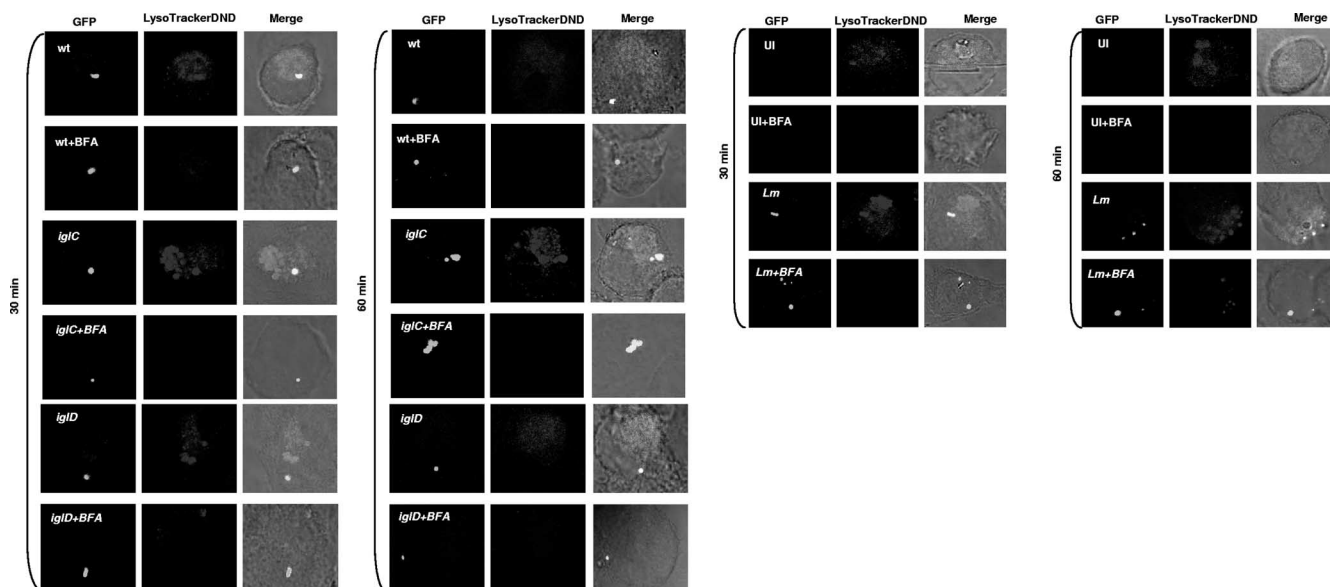 GFP LysoTrackerDND Merge
30 min
wt
wt+BFA
iglC
iglC+BFA
iglD
iglD+BFA
GFP LysoTrackerDND Merge
60 min
wt
wt+BFA
iglC
iglC+BFA
iglD
iglD+BFA
GFP LysoTrackerDND Merge
30 min
UI
UI+BFA
Lm
Lm+BFA
GFP LysoTrackerDND Merge
60 min
UI
UI+BFA
Lm
Lm+BFA